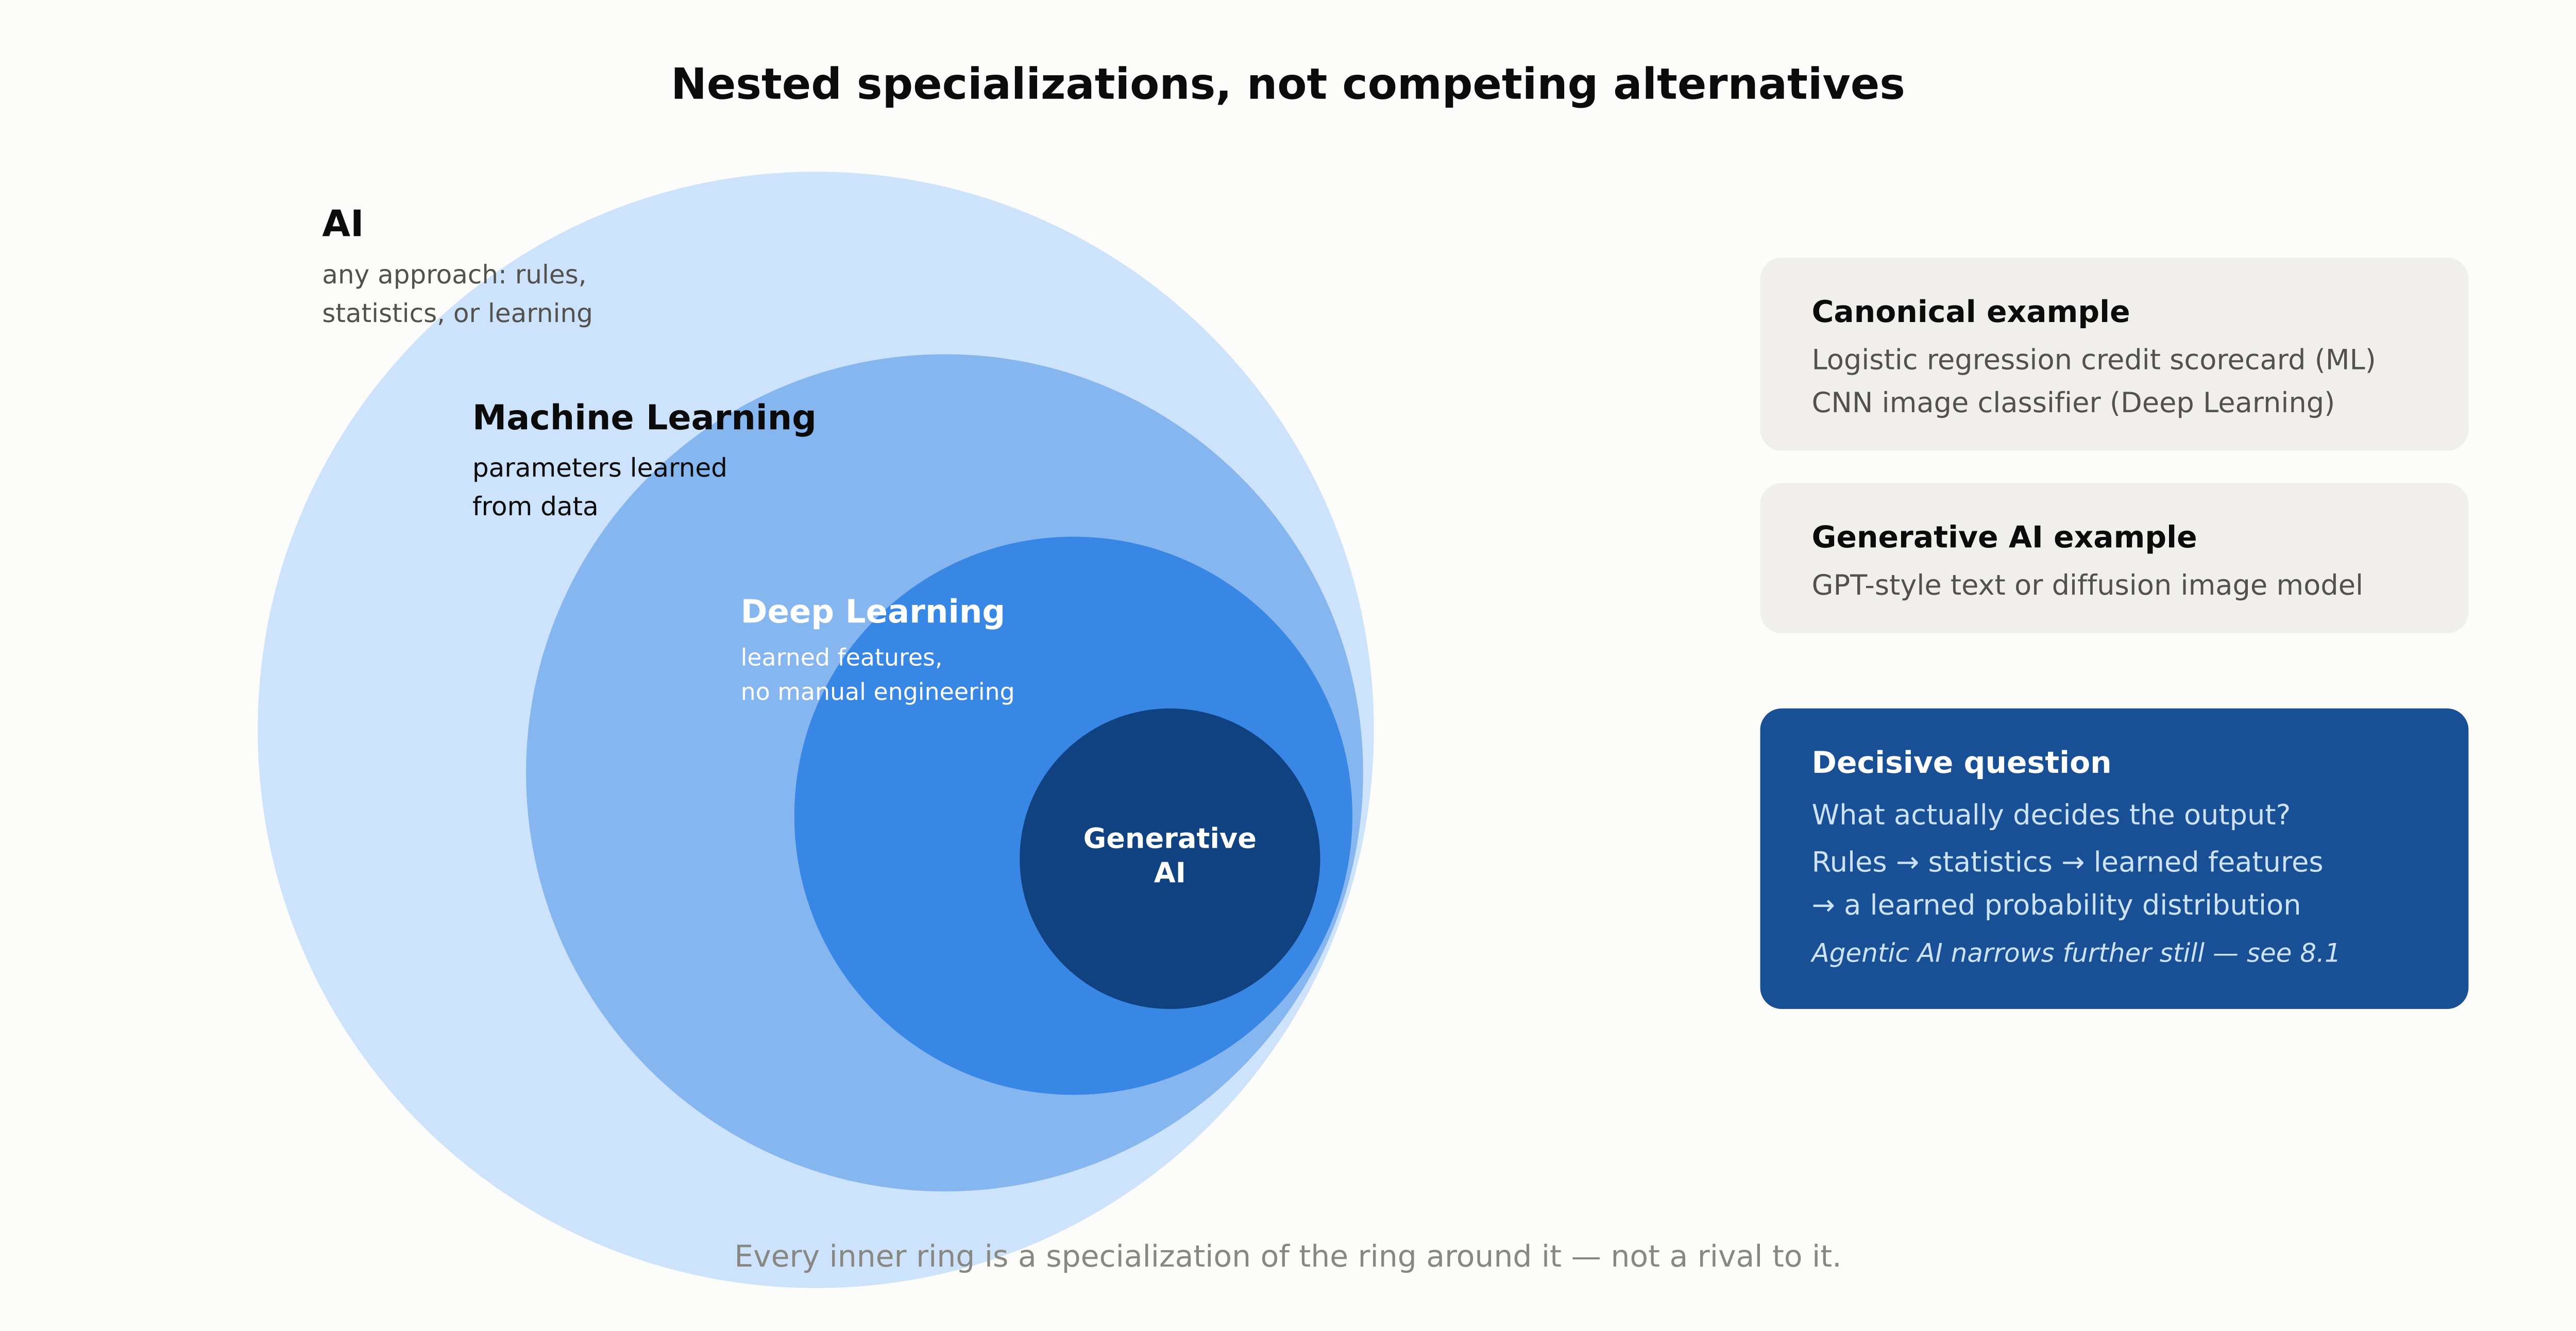 Nested specializations, not competing alternatives
AI
any approach: rules,
statistics, or learning
Machine Learning
parameters learned
from data
Deep Learning
learned features,
no manual engineering
Generative
AI
Canonical example
Logistic regression credit scorecard (ML)
CNN image classifier (Deep Learning)
Generative AI example
GPT-style text or diffusion image model
Decisive question
What actually decides the output?
Rules → statistics → learned features
→ a learned probability distribution
Agentic AI narrows further still — see 8.1
Every inner ring is a specialization of the ring around it — not a rival to it.